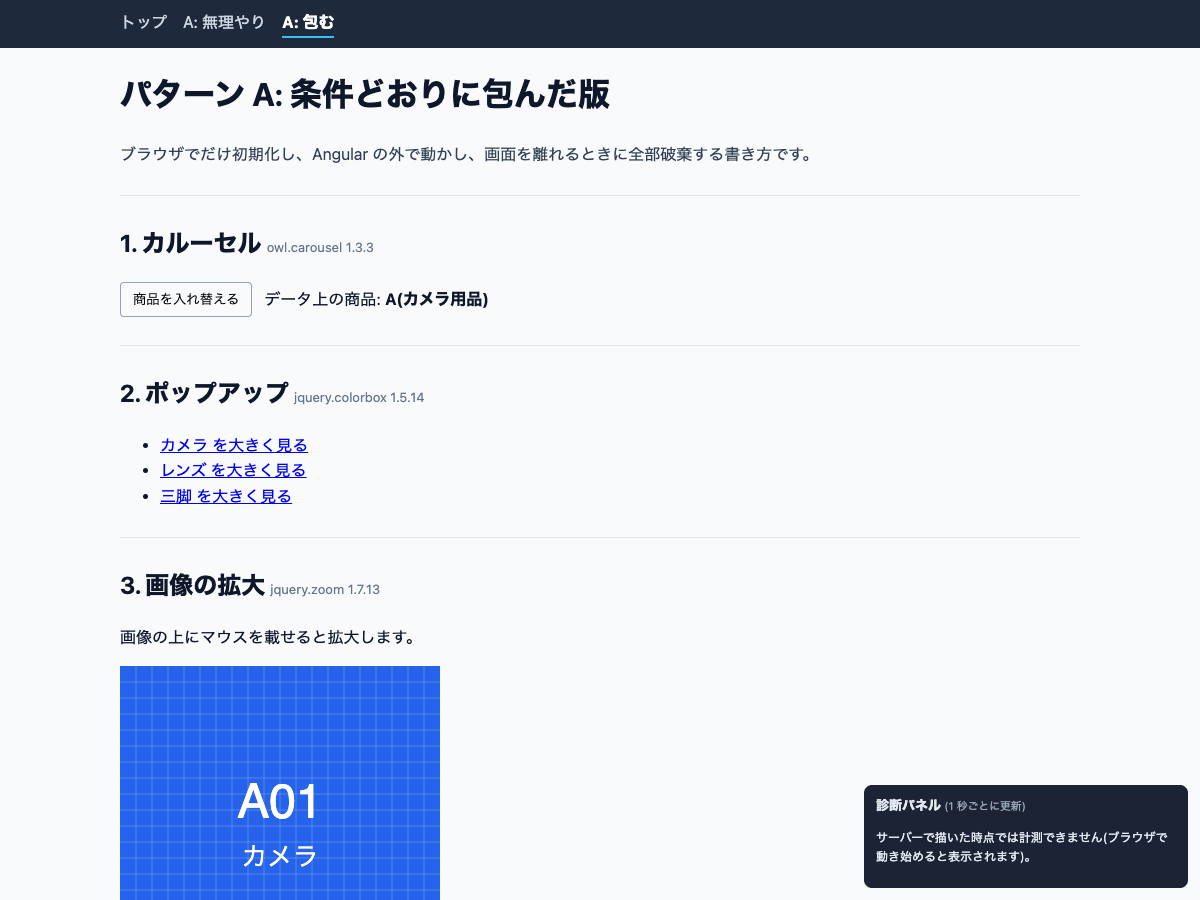 トップ A: 無理やり A: 包む
パターン A: 条件どおりに包んだ版
ブラウザでだけ初期化し、Angular の外で動かし、画面を離れるときに全部破棄する書き方です。
1. カルーセル owl.carousel 1.3.3
商品を入れ替える データ上の商品: A(カメラ用品)
2. ポップアップ jquery.colorbox 1.5.14
• カメラ を大きく見る
• レンズ を大きく見る
• 三脚 を大きく見る
3. 画像の拡大 jquery.zoom 1.7.13
画像の上にマウスを載せると拡大します。
A01
カメラ
診断パネル (1 秒ごとに更新)
サーバーで描いた時点では計測できません(ブラウザで
動き始めると表示されます)。